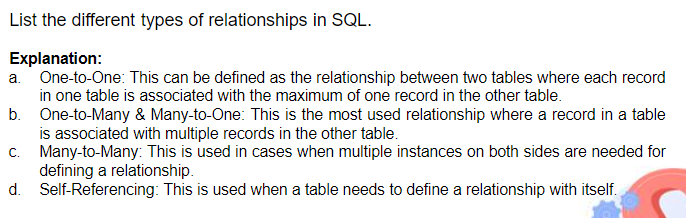 List the different types of relationships in SQL.
Explanation:
a. One-to-One: This can be defined as the relationship between two tables where each record
in one table is associated with the maximum of one record in the other table.
b. One-to-Many & Many-to-One: This is the most used relationship where a record in a table
is associated with multiple records in the other table.
c. Many-to-Many: This is used in cases when multiple instances on both sides are needed for
defining a relationship.
d. Self-Referencing: This is used when a table needs to define a relationship with itself.